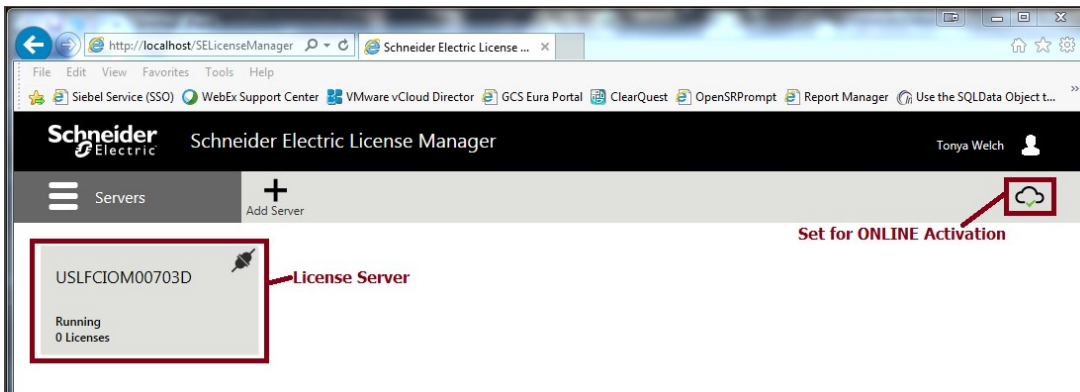 http://localhost/SELicenseManager
Schneider Electric License ...
File Edit View Favorites Tools Help
Siebel Service (SSO) WebEx Support Center VMware vCloud Director GCS Eura Portal ClearQuest OpenSRPrompt Report Manager Use the SQLData Object t...
Schneider Electric
Schneider Electric License Manager
Tonya Welch
Servers
Add Server
Set for ONLINE Activation
USLFCIOM00703D
License Server
Running
0 Licenses